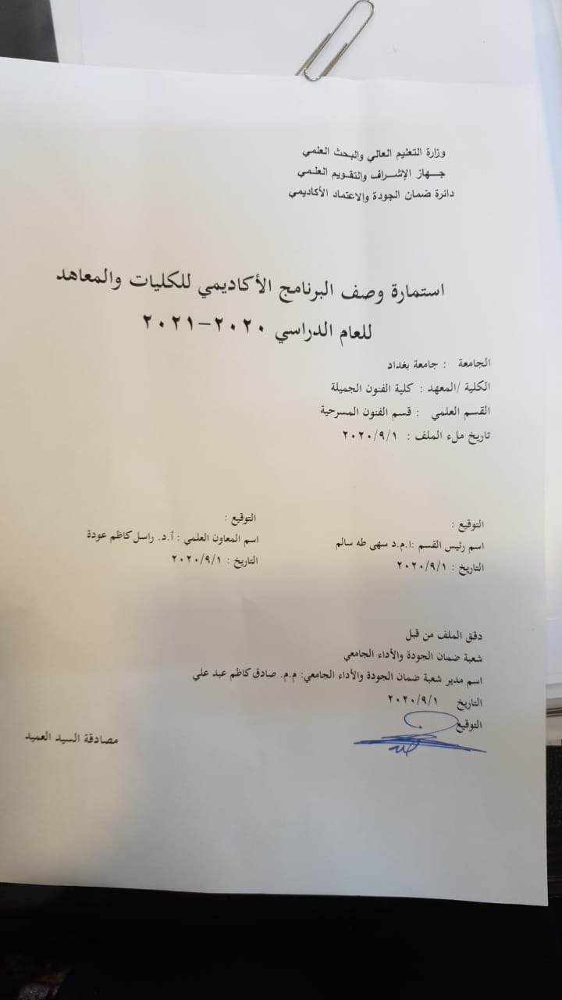 وزارة التعليم العالي والبحث العلمي
جهاز الإشراف والتقويم العلمي
دائرة ضمان الجودة والاعتماد الأكاديمي
استمارة وصف البرنامج الأكاديمي للكليات والمعاهد
للعام الدراسي ٢٠٢٠-٢٠٢١
الجامعة : جامعة بغداد
الكلية /المعهد : كلية الفنون الجميلة
القسم العلمي : قسم الفنون المسرحية
تاريخ ملء الملف : ٢٠٢٠/٩/١
التوقيع :
اسم رئيس القسم :ا.م.د سهى طه سالم
التاريخ : ٢٠٢٠/٩/١
التوقيع :
اسم المعاون العلمي : أ.د. راسل كاظم عودة
التاريخ : ٢٠٢٠/٩/١
دقق الملف من قبل
شعبة ضمان الجودة والأداء الجامعي
اسم مدير شعبة ضمان الجودة والأداء الجامعي: م.م. صادق كاظم عبد علي
التاريخ ٢٠٢٠/٩/١
التوقيع
مصادقة السيد العميد